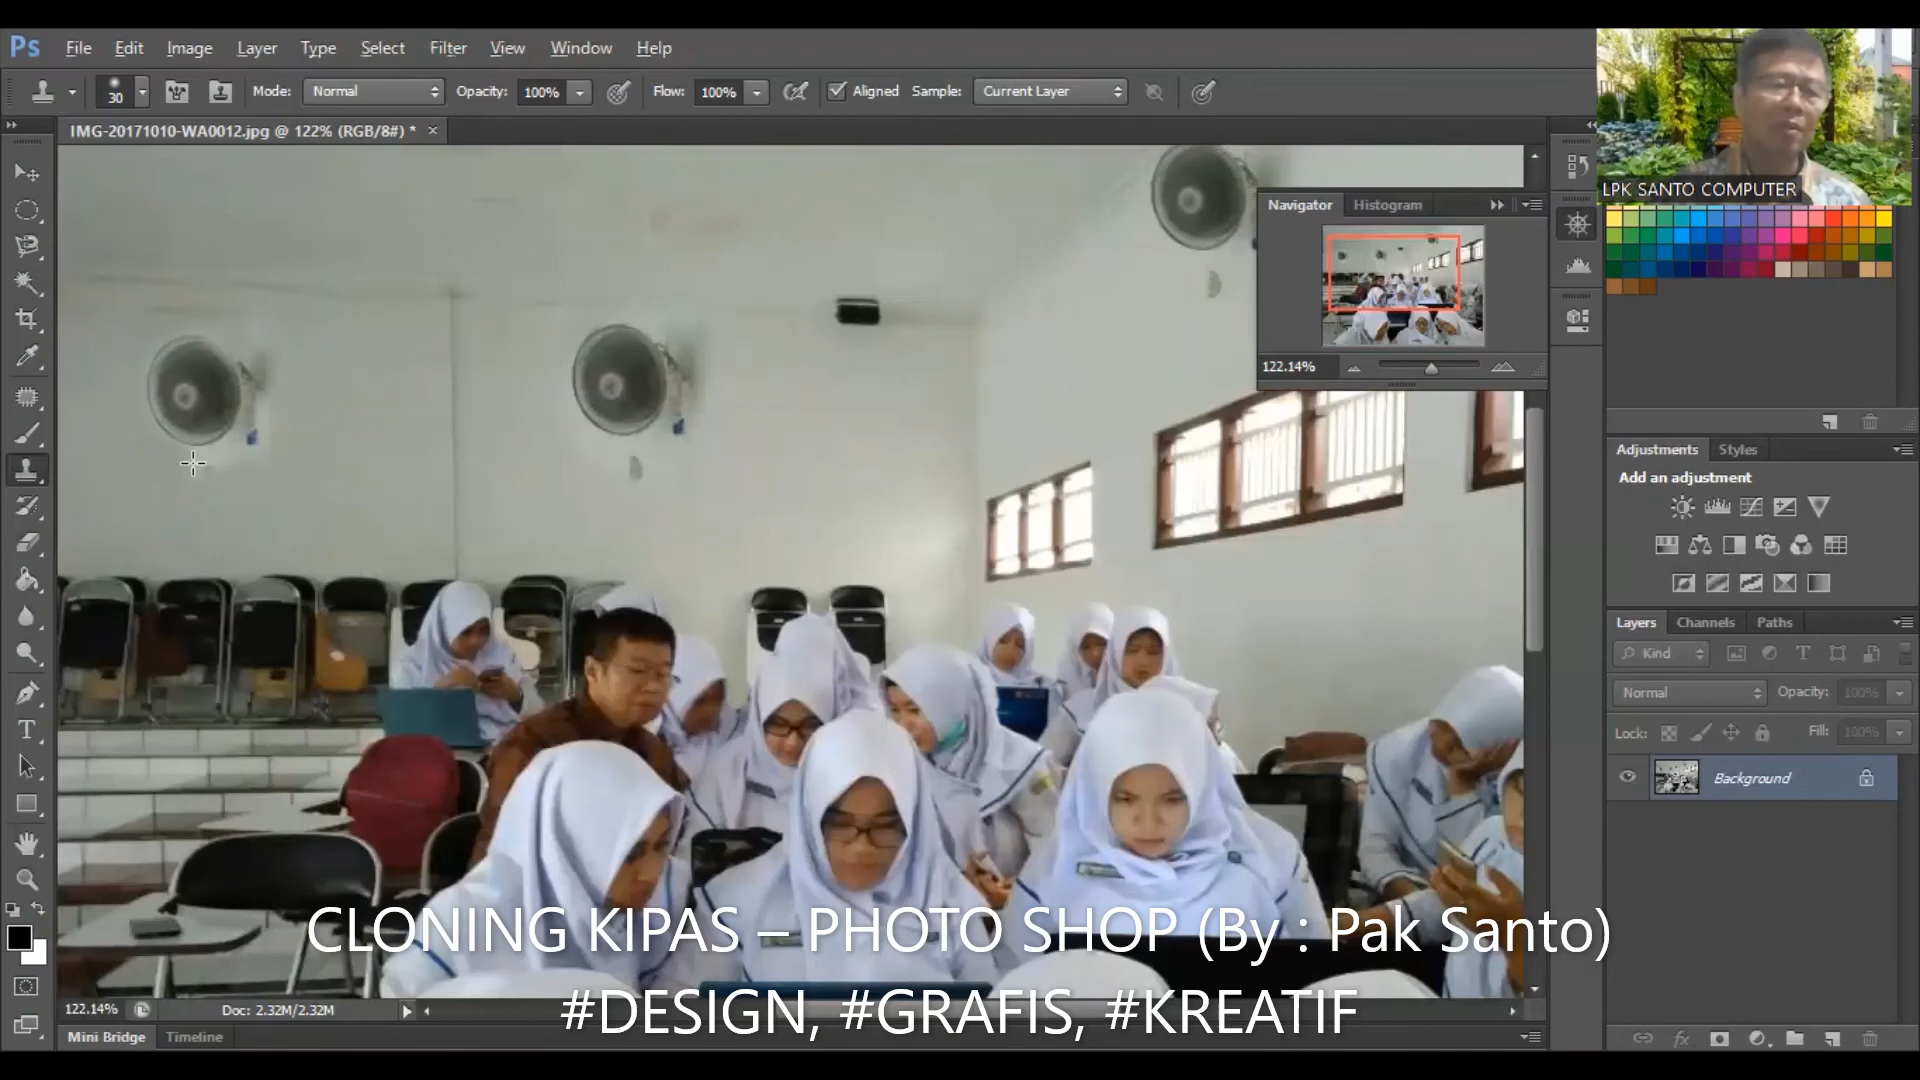 Ps File Edit Image Layer Type Select Filter View Window Help
30 Mode: Normal Opacity: 100% Flow: 100% Aligned Sample: Current Layer
IMG-20171010-WA0012.jpg @ 122% (RGB/8#) * ×
LPK SANTO COMPUTER
Navigator Histogram
122.14%
Adjustments Styles
Add an adjustment
Layers Channels Paths
Kind
Normal Opacity: 100%
Lock: Fill: 100%
Background
CLONING KIPAS – PHOTO SHOP (By : Pak Santo)
#DESIGN, #GRAFIS, #KREATIF
122.14% Doc: 2.32M/2.32M
Mini Bridge Timeline